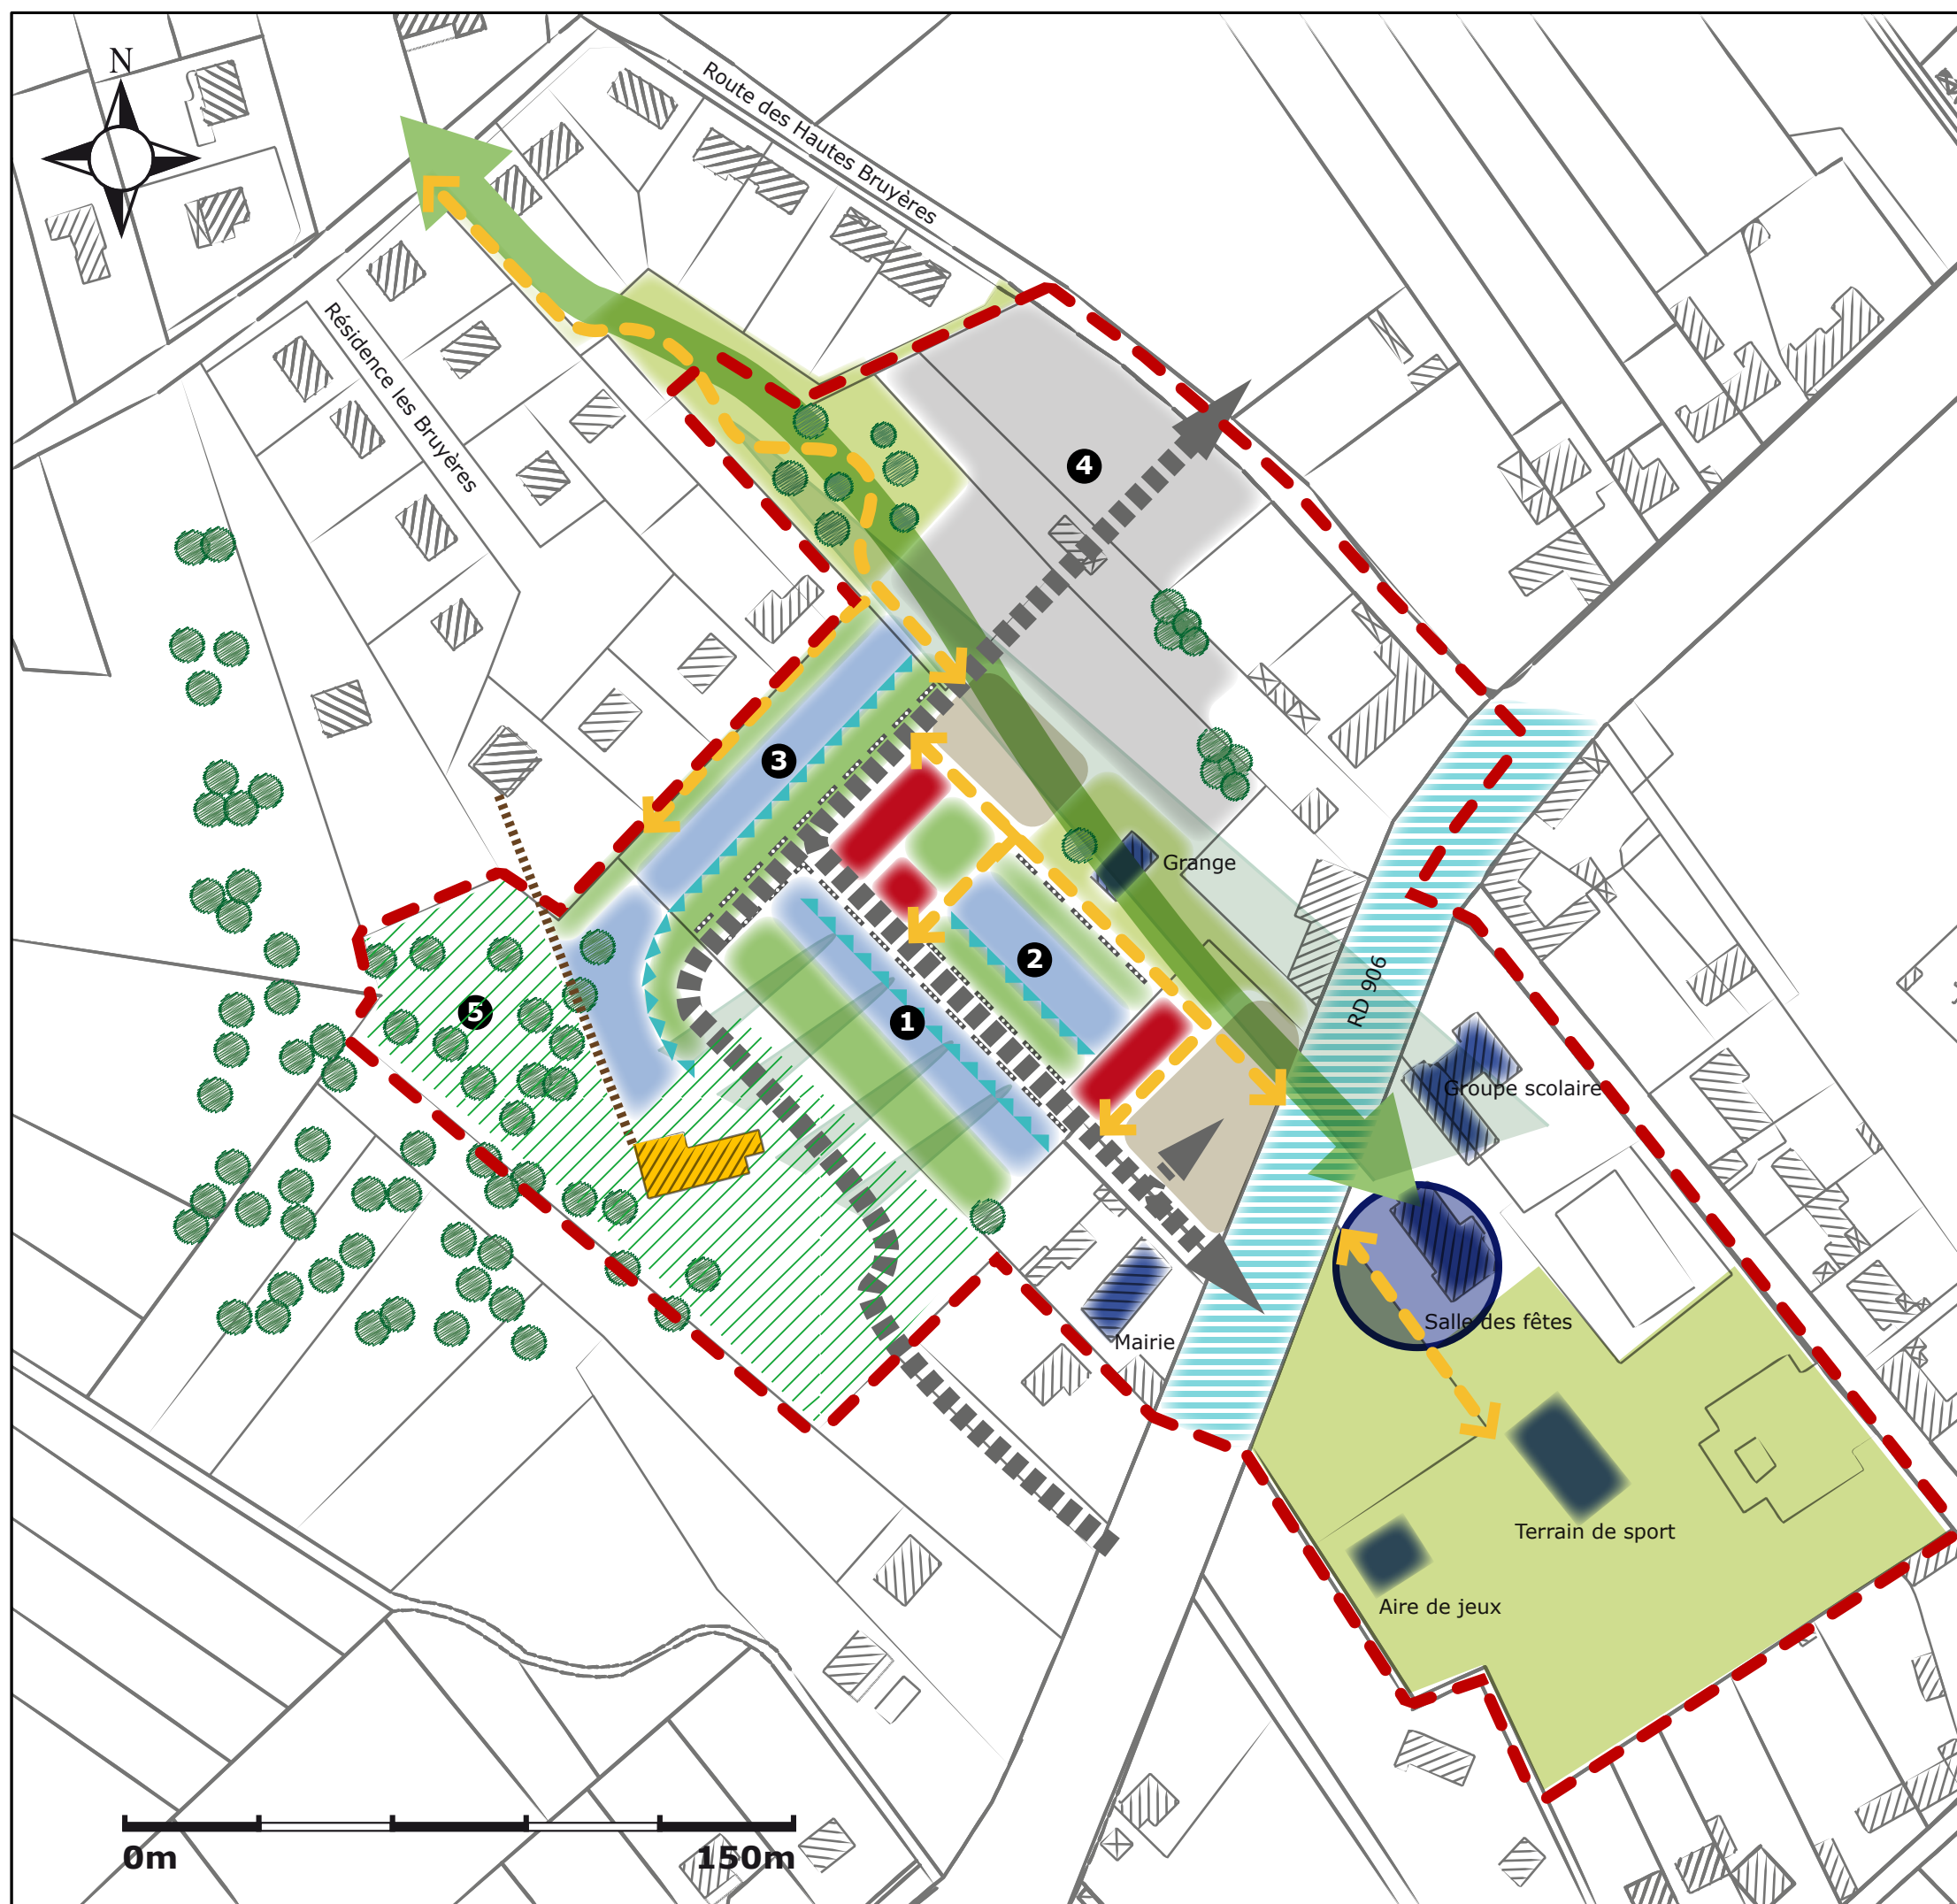 N
Route des Hautes Bruyères
Résidence les Bruyères
4
3
Grange
2
RD 906
5
1
Groupe scolaire
Salle des fêtes
Mairie
Terrain de sport
Aire de jeux
0m
150m